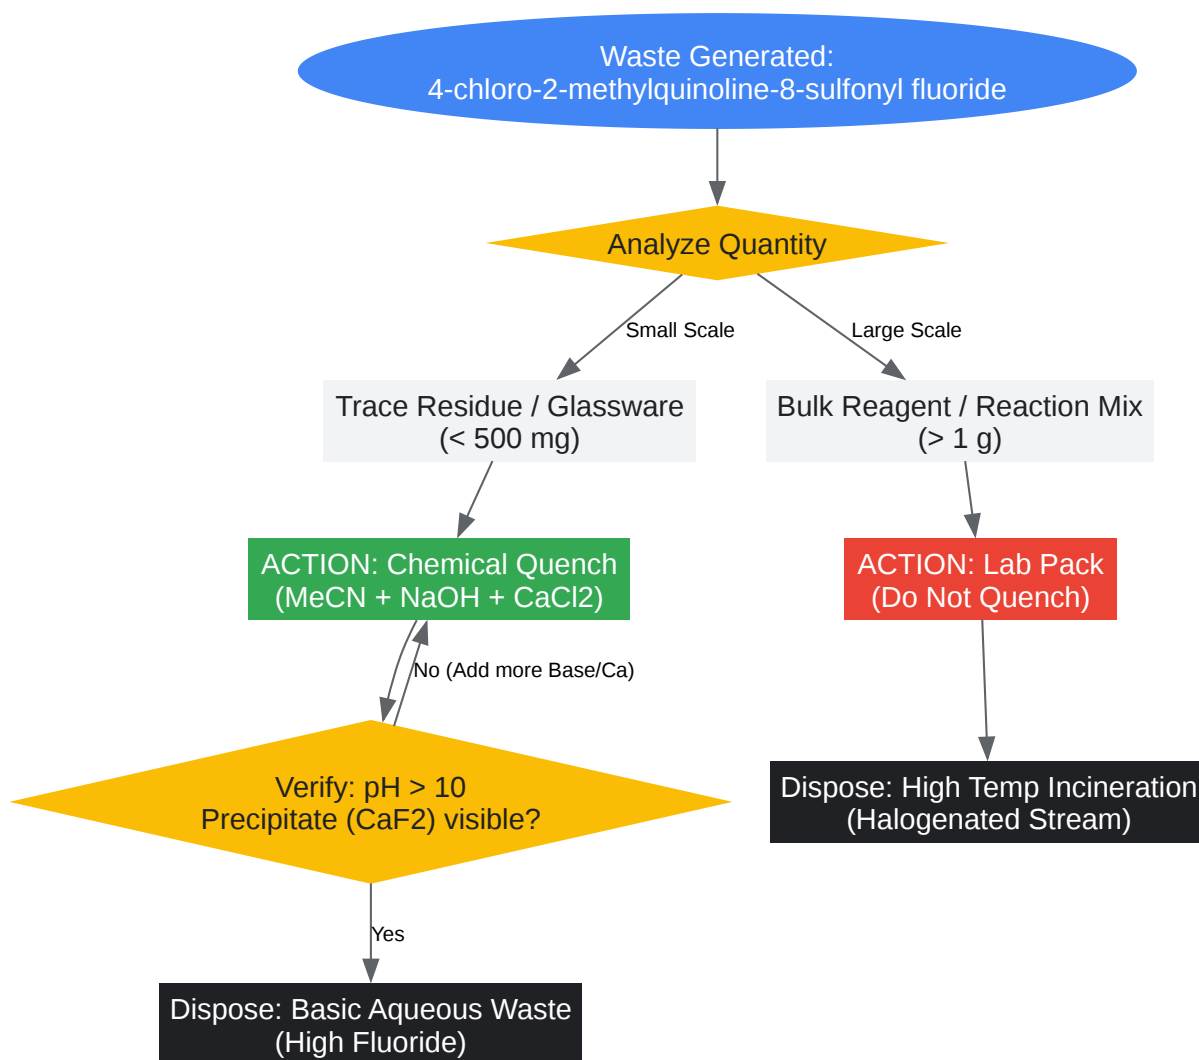 Waste Generated:
4-chloro-2-methylquinoline-8-sulfonyl fluoride
Analyze Quantity
Small Scale
Large Scale
Trace Residue / Glassware
(< 500 mg)
Bulk Reagent / Reaction Mix
(> 1 g)
ACTION: Chemical Quench
(MeCN + NaOH + CaCl2)
ACTION: Lab Pack
(Do Not Quench)
No (Add more Base/Ca)
Verify: pH > 10
Precipitate (CaF2) visible?
Dispose: High Temp Incineration
(Halogenated Stream)
Yes
Dispose: Basic Aqueous Waste
(High Fluoride)